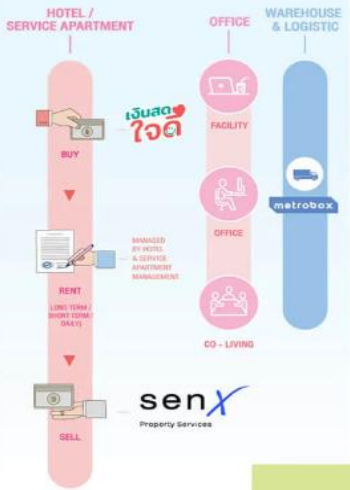 HOTEL /
SERVICE APARTMENT
BUY
เงินสด
ใจดี
RENT
(LONG TERM /
SHORT TERM /
DAILY)
MANAGED
BY HOTEL
& SERVICE
APARTMENT
MANAGEMENT
SELL
senX
Property Services
OFFICE
FACILITY
OFFICE
CO - LIVING
WAREHOUSE
& LOGISTIC
metrobox